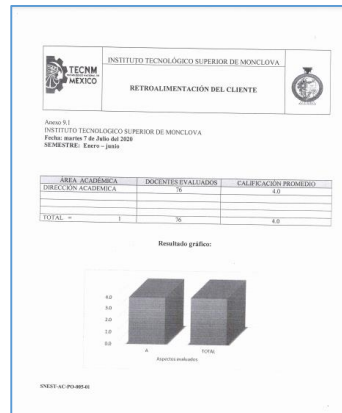 INSTITUTO TECNOLÓGICO SUPERIOR DE MONCLOVA
TECNM
MÉXICO
RETROALIMENTACIÓN DEL CLIENTE
Anexo 9.1
INSTITUTO TECNOLOGICO SUPERIOR DE MONCLOVA
Fecha: martes 7 de Julio del 2020
SEMESTRE: Enero – junio
ÁREA ACADÉMICA DOCENTES EVALUADOS CALIFICACIÓN PROMEDIO
DIRECCIÓN ACADEMICA 76 4.0
TOTAL = 1 76 4.0
Resultado gráfico:
4.0
3.0
2.0
1.0
0.0
A TOTAL
Aspectos evaluados
SNEST-AC-PO-005-01